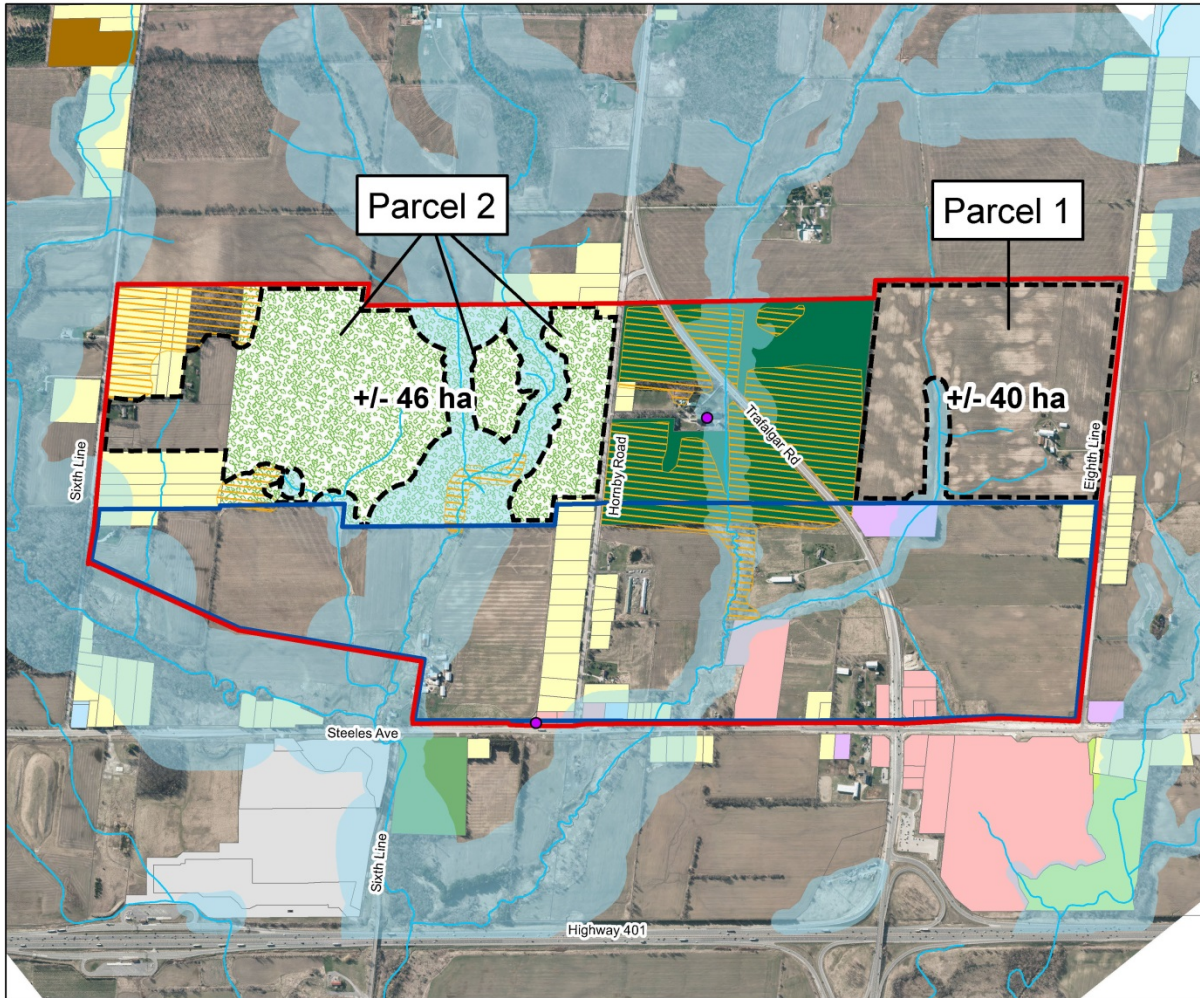 Parcel 2
Parcel 1
+/- 46 ha
+/- 40 ha
Trafalgar Rd
Sixth Line
Hornby Road
Eighth Line
Steeles Ave
Sixth Line
Highway 401